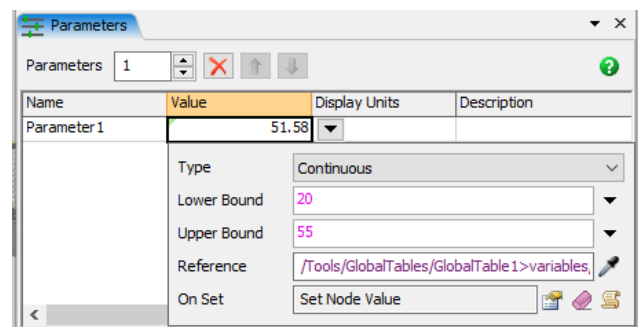 Parameters
Parameters 1
Name Value Display Units Description
Parameter1 51.58
Type Continuous
Lower Bound 20
Upper Bound 55
Reference /Tools/GlobalTables/GlobalTable1>variables,
On Set Set Node Value